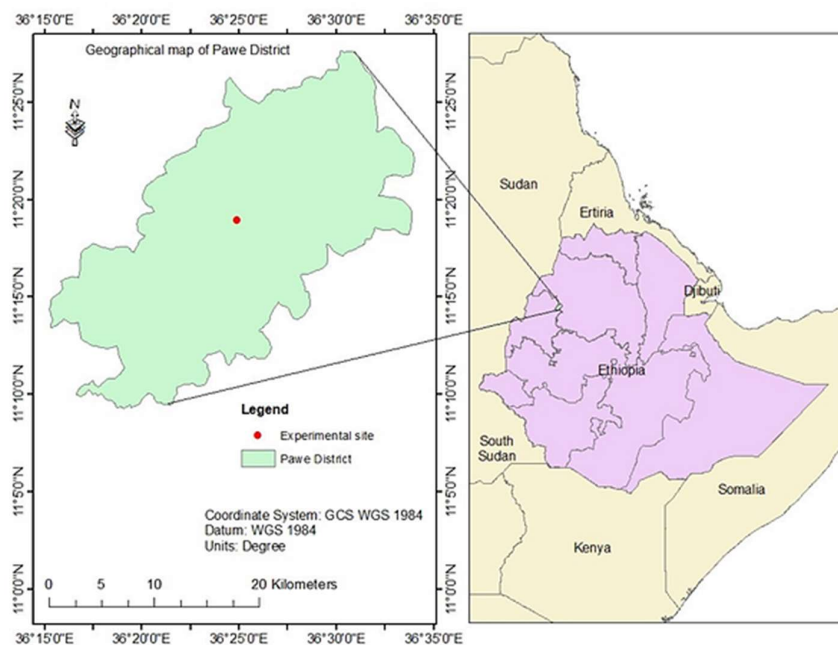 36°15'0"E 36°20'0"E 36°25'0"E 36°30'0"E 36°35'0"E
Geographical map of Pawe District
N
11°25'0"N
11°20'0"N
11°15'0"N
11°10'0"N
11°5'0"N
11°0'0"N
Legend
Experimental site
Pawe District
Coordinate System: GCS WGS 1984
Datum: WGS 1984
Units: Degree
0 5 10 20 Kilometers
36°15'0"E 36°20'0"E 36°25'0"E 36°30'0"E 36°35'0"E
11°25'0"N
11°20'0"N
11°15'0"N
11°10'0"N
11°5'0"N
11°0'0"N
Sudan
Ertiria
Djibuti
Ethiopia
South
Sudan
Somalia
Kenya